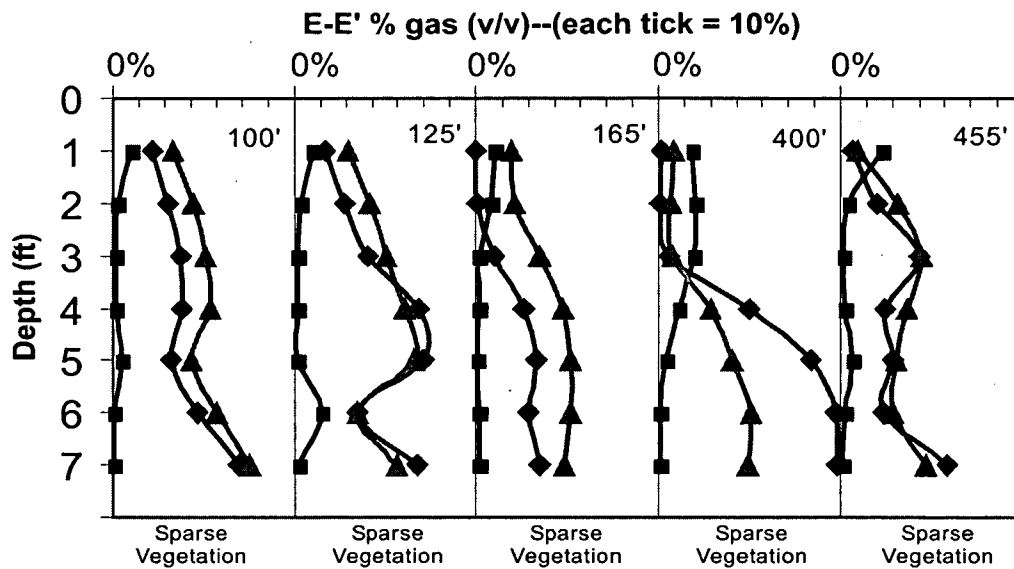 E-E' % gas (v/v)--(each tick = 10%)
0% 0% 0% 0% 0%
0
1
2
3
4
5
6
7
Depth (ft)
100' 125' 165' 400' 455'
Sparse Sparse Sparse Sparse Sparse
Vegetation Vegetation Vegetation Vegetation Vegetation